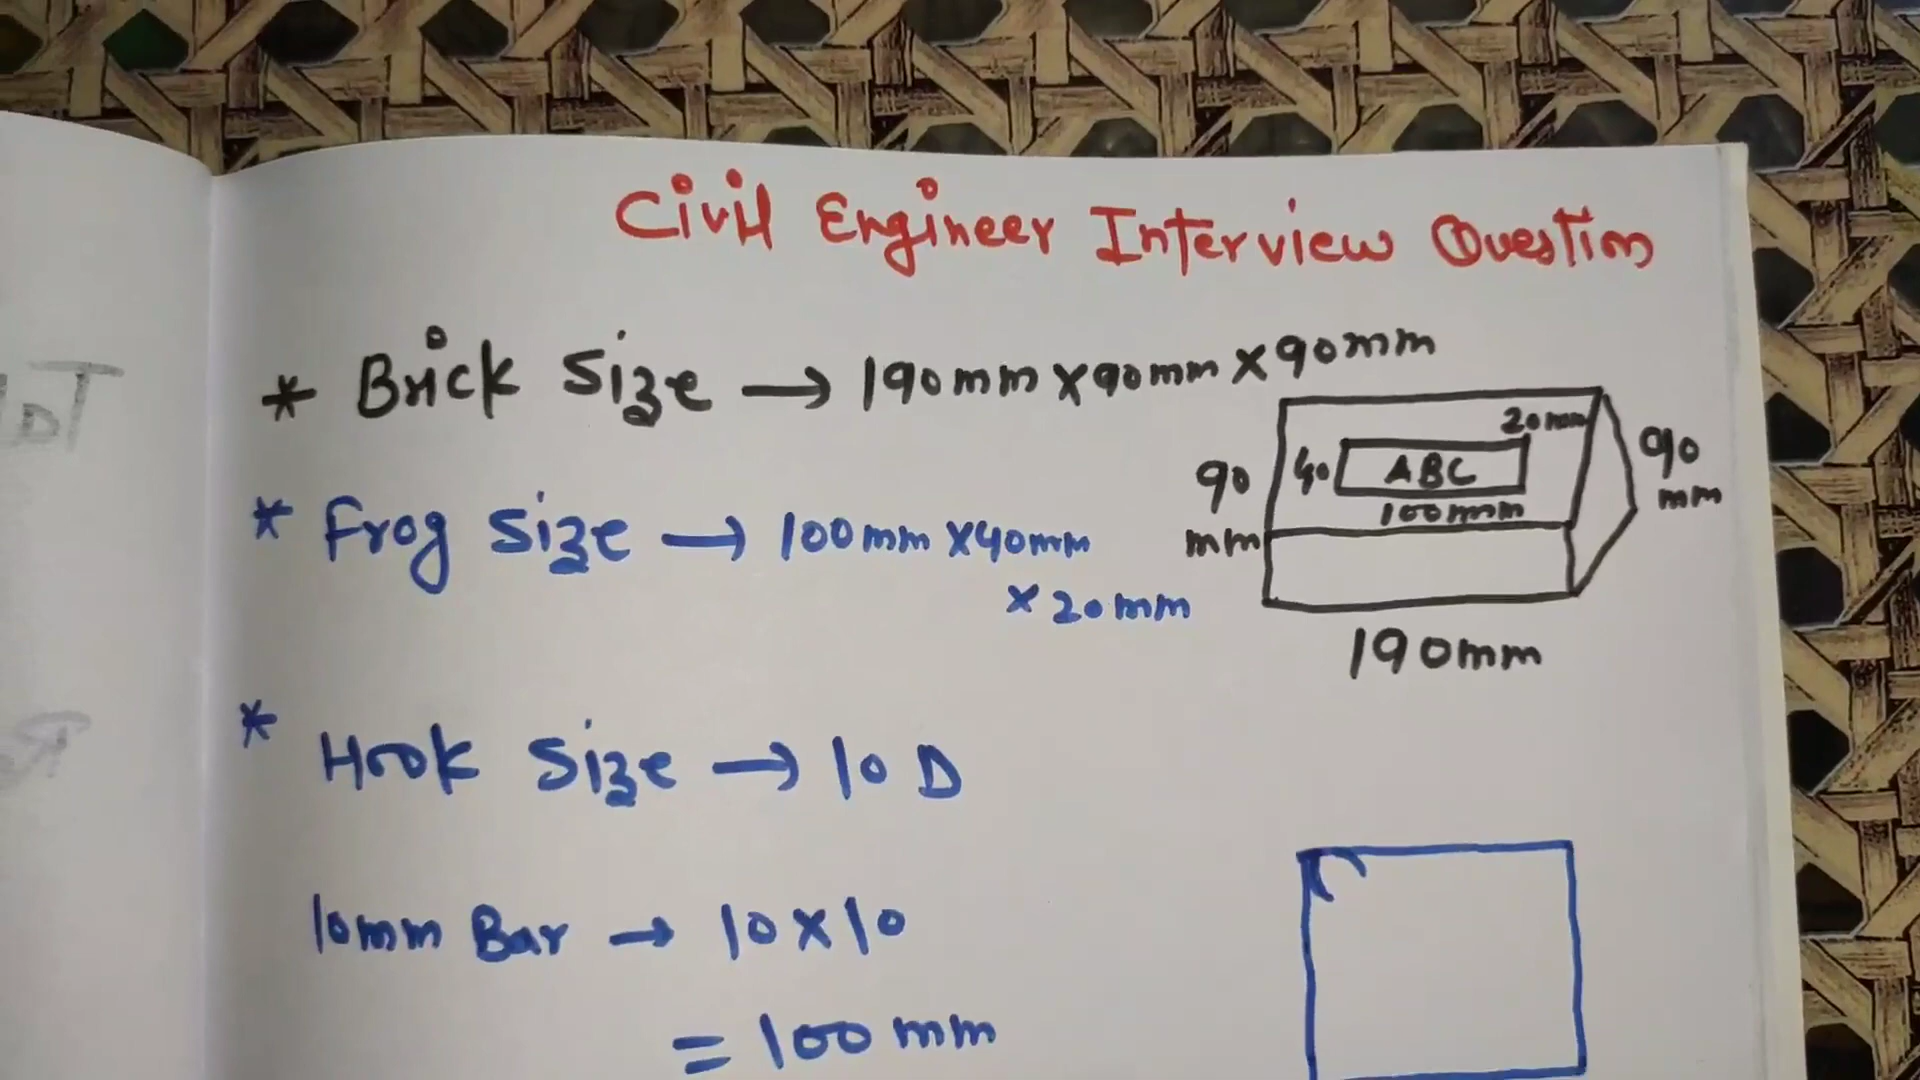 Civil Engineer Interview Question
* Brick Size → 190mm x 90mm x 90mm
20mm
90 mm
40
ABC
90 mm
100mm
190mm
* Frog Size → 100mm x 40mm
x 20mm
* Hook Size → 10 D
10mm Bar → 10 x 10
= 100 mm